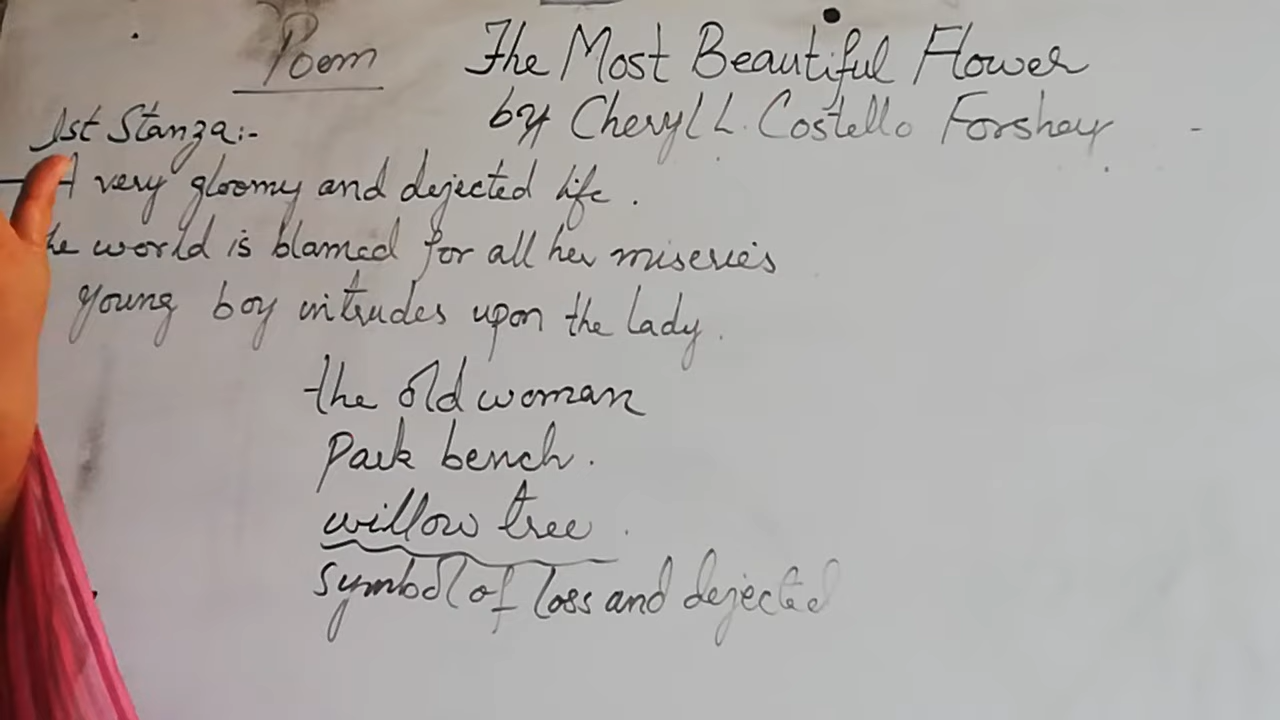 Poem
The Most Beautiful Flower
by Cheryl L. Costello Forshey -
1st Stanza:-
- A very gloomy and dejected life.
he world is blamed for all her miseries
young boy intrudes upon the lady.
the old woman
Park bench.
willow tree.
symbol of loss and dejected